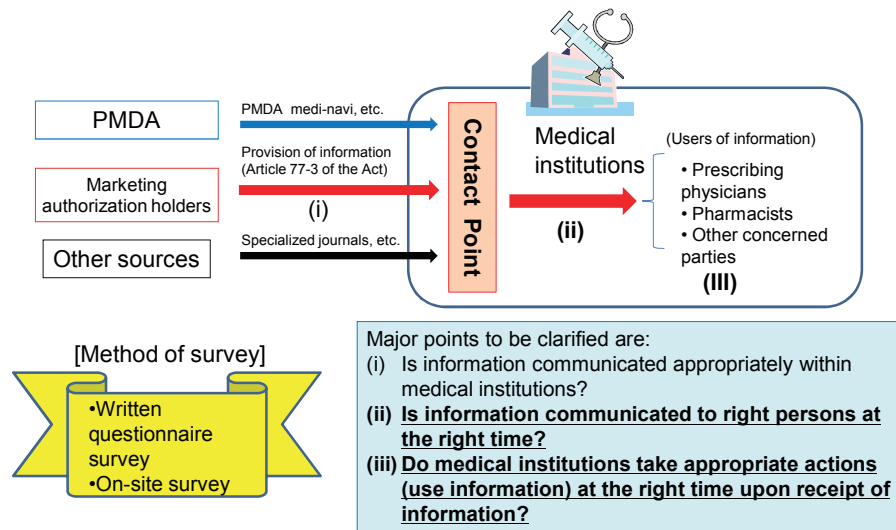 PMDA
PMDA medi-navi, etc.
Marketing
authorization holders
Provision of information
(Article 77-3 of the Act)
(i)
Other sources
Specialized journals, etc.
Contact Point
Medical
institutions
(ii)
(Users of information)
• Prescribing
physicians
• Pharmacists
• Other concerned
parties
(III)
[Method of survey]
•Written
questionnaire
survey
•On-site survey
Major points to be clarified are:
(i) Is information communicated appropriately within
medical institutions?
(ii) Is information communicated to right persons at
the right time?
(iii) Do medical institutions take appropriate actions
(use information) at the right time upon receipt of
information?